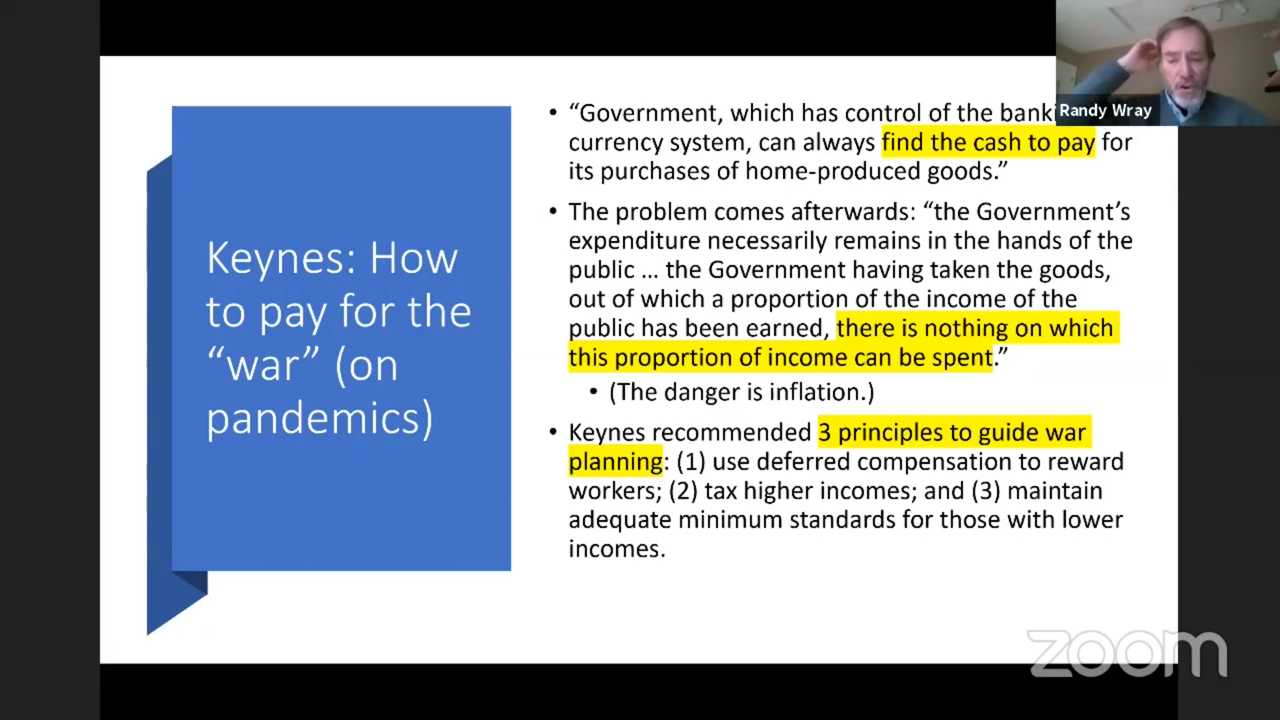 Keynes: How
to pay for the
“war” (on
pandemics)
• “Government, which has control of the
currency system, can always find the cash to pay for
its purchases of home-produced goods.”
• The problem comes afterwards: “the Government’s
expenditure necessarily remains in the hands of the
public … the Government having taken the goods,
out of which a proportion of the income of the
public has been earned, there is nothing on which
this proportion of income can be spent.”
• (The danger is inflation.)
• Keynes recommended 3 principles to guide war
planning: (1) use deferred compensation to reward
workers; (2) tax higher incomes; and (3) maintain
adequate minimum standards for those with lower
incomes.
Randy Wray
zoom